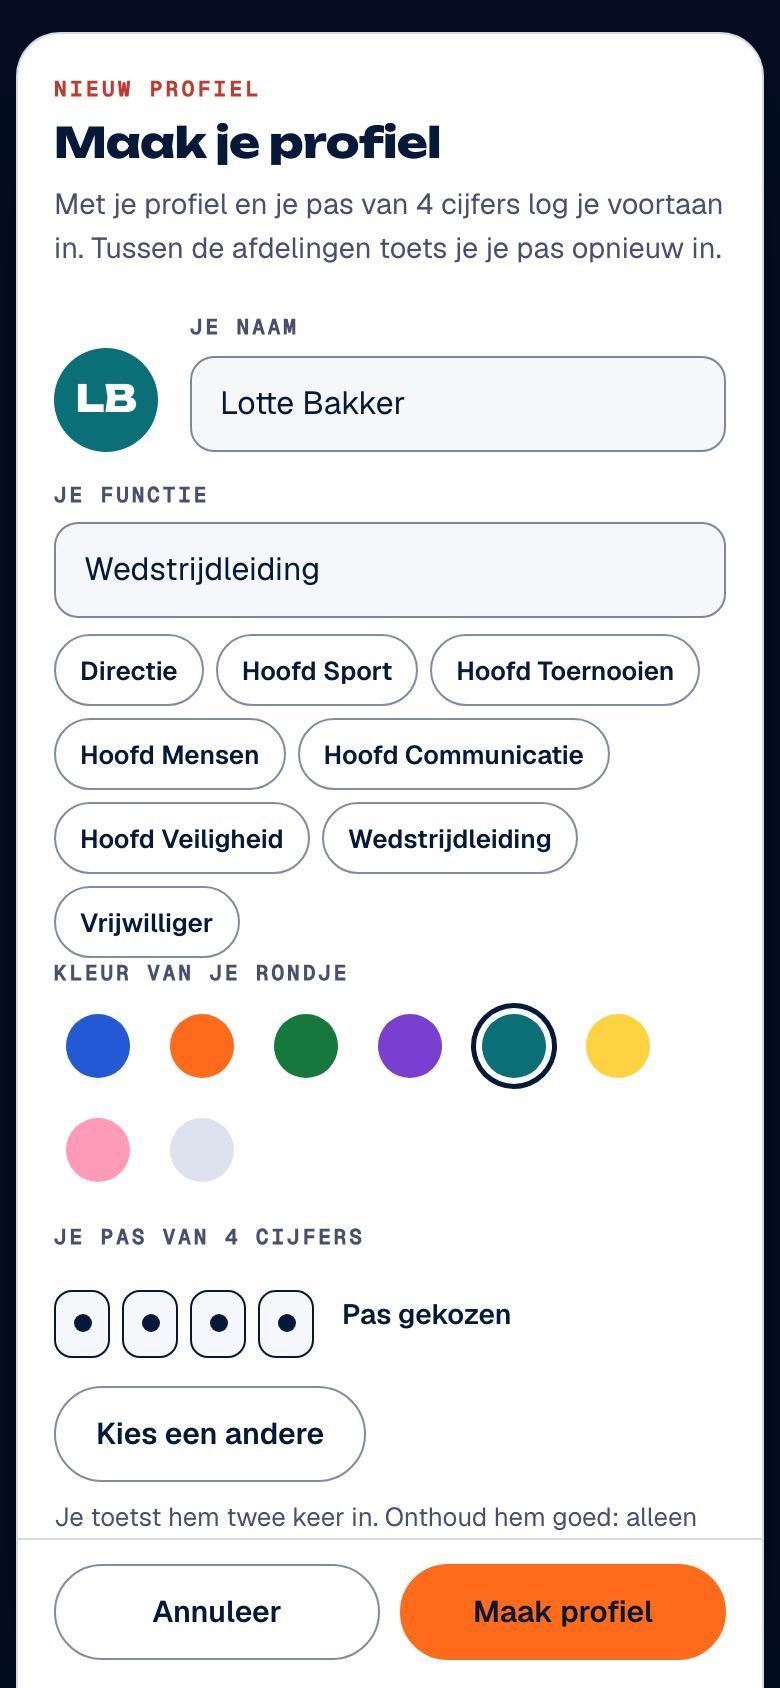 NIEUW PROFIEL
Maak je profiel
Met je profiel en je pas van 4 cijfers log je voortaan
in. Tussen de afdelingen toets je je pas opnieuw in.
JE NAAM
LB
Lotte Bakker
JE FUNCTIE
Wedstrijdleiding
Directie
Hoofd Sport
Hoofd Toernooien
Hoofd Mensen
Hoofd Communicatie
Hoofd Veiligheid
Wedstrijdleiding
Vrijwilliger
KLEUR VAN JE RONDJE
JE PAS VAN 4 CIJFERS
Pas gekozen
Kies een andere
Je toetst hem twee keer in. Onthoud hem goed: alleen
Annuleer
Maak profiel